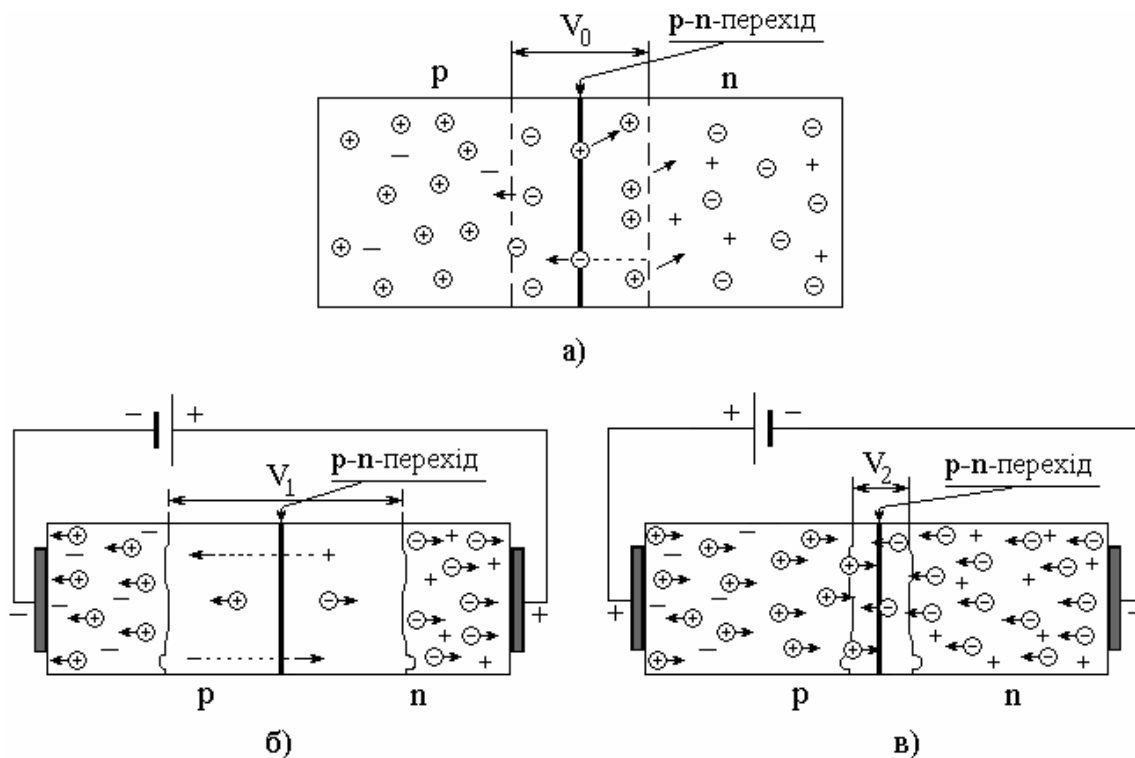 p-n-перехід
V0
p
n
а)
− +
p-n-перехід
V1
− +
p
n
б)
+ −
p-n-перехід
V2
+ −
p
n
в)